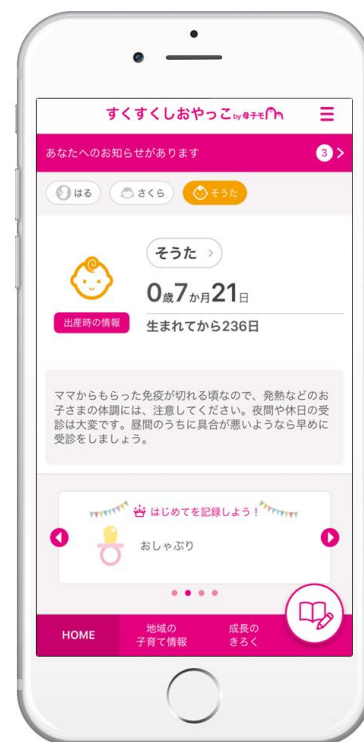 すくすくしおやっこby母子モ
あなたへのお知らせがあります
3
はる さくら そうた
そうた
0歳7か月21日
出産時の情報
生まれてから236日
ママからもらった免疫が切れる頃なので、発熱などのお
子さまの体調には、注意してください。夜間や休日の受
診は大変です。昼間のうちに具合が悪いようなら早めに
受診をしましょう。
はじめてを記録しよう！
おしゃぶり
HOME
地域の
子育て情報
成長の
きろく